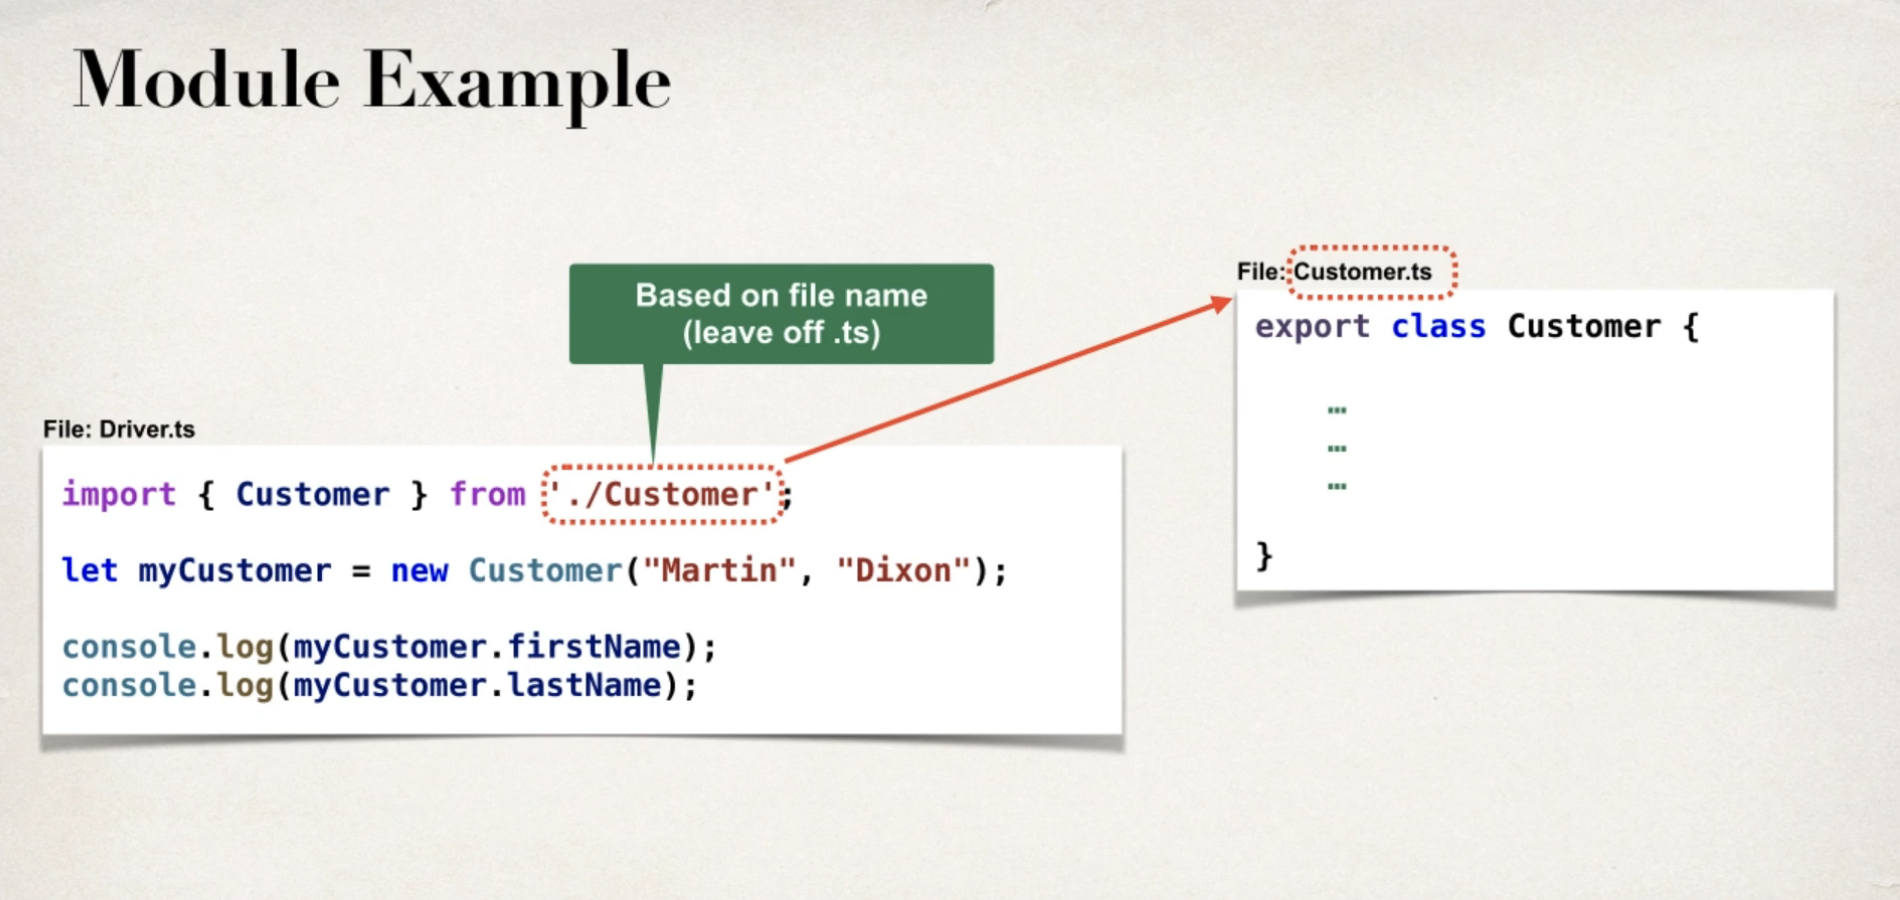 Module Example
Based on file name
(leave off .ts)
File: Driver.ts
import { Customer } from './Customer';
let myCustomer = new Customer("Martin", "Dixon");
console.log(myCustomer.firstName);
console.log(myCustomer.lastName);
File: Customer.ts
export class Customer {
…
…
…
}